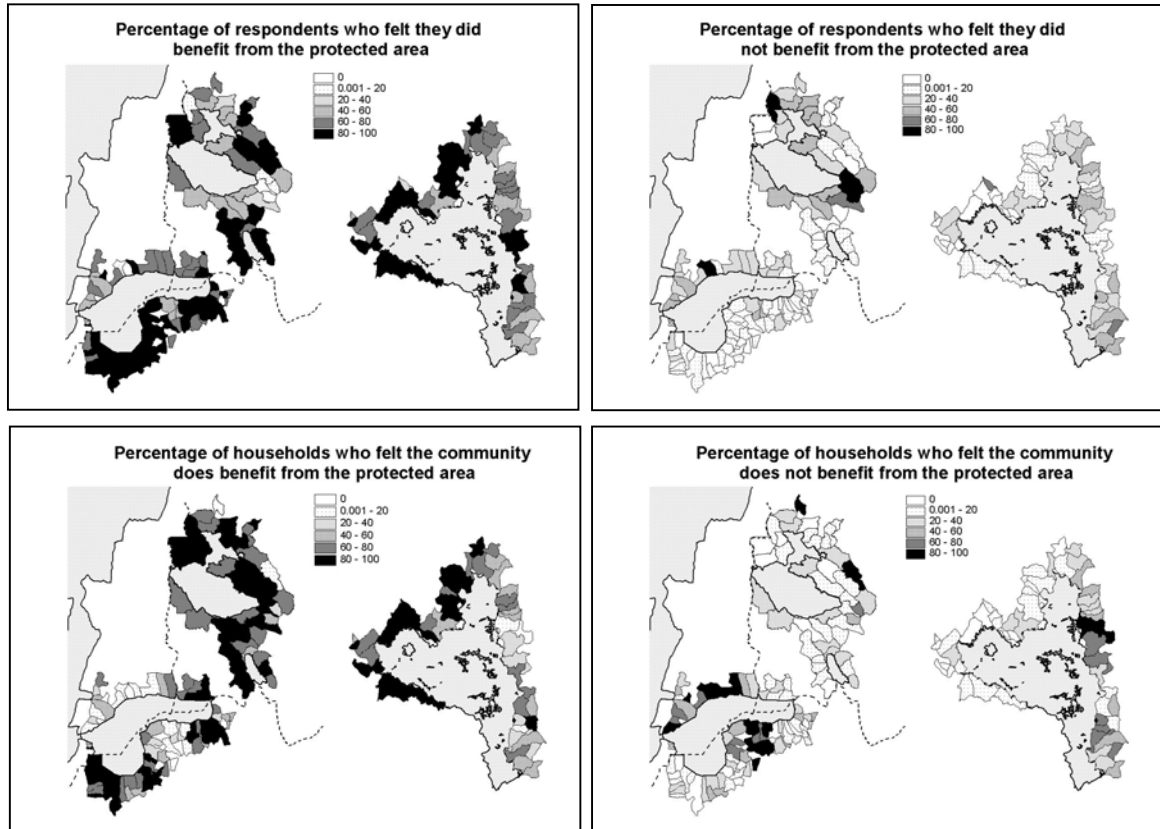 Percentage of respondents who felt they did
benefit from the protected area
0
0.001 - 20
20 - 40
40 - 60
60 - 80
80 - 100
Percentage of respondents who felt they did
not benefit from the protected area
0
0.001 - 20
20 - 40
40 - 60
60 - 80
80 - 100
Percentage of households who felt the community
does benefit from the protected area
0
0.001 - 20
20 - 40
40 - 60
60 - 80
80 - 100
Percentage of households who felt the community
does not benefit from the protected area
0
0.001 - 20
20 - 40
40 - 60
60 - 80
80 - 100